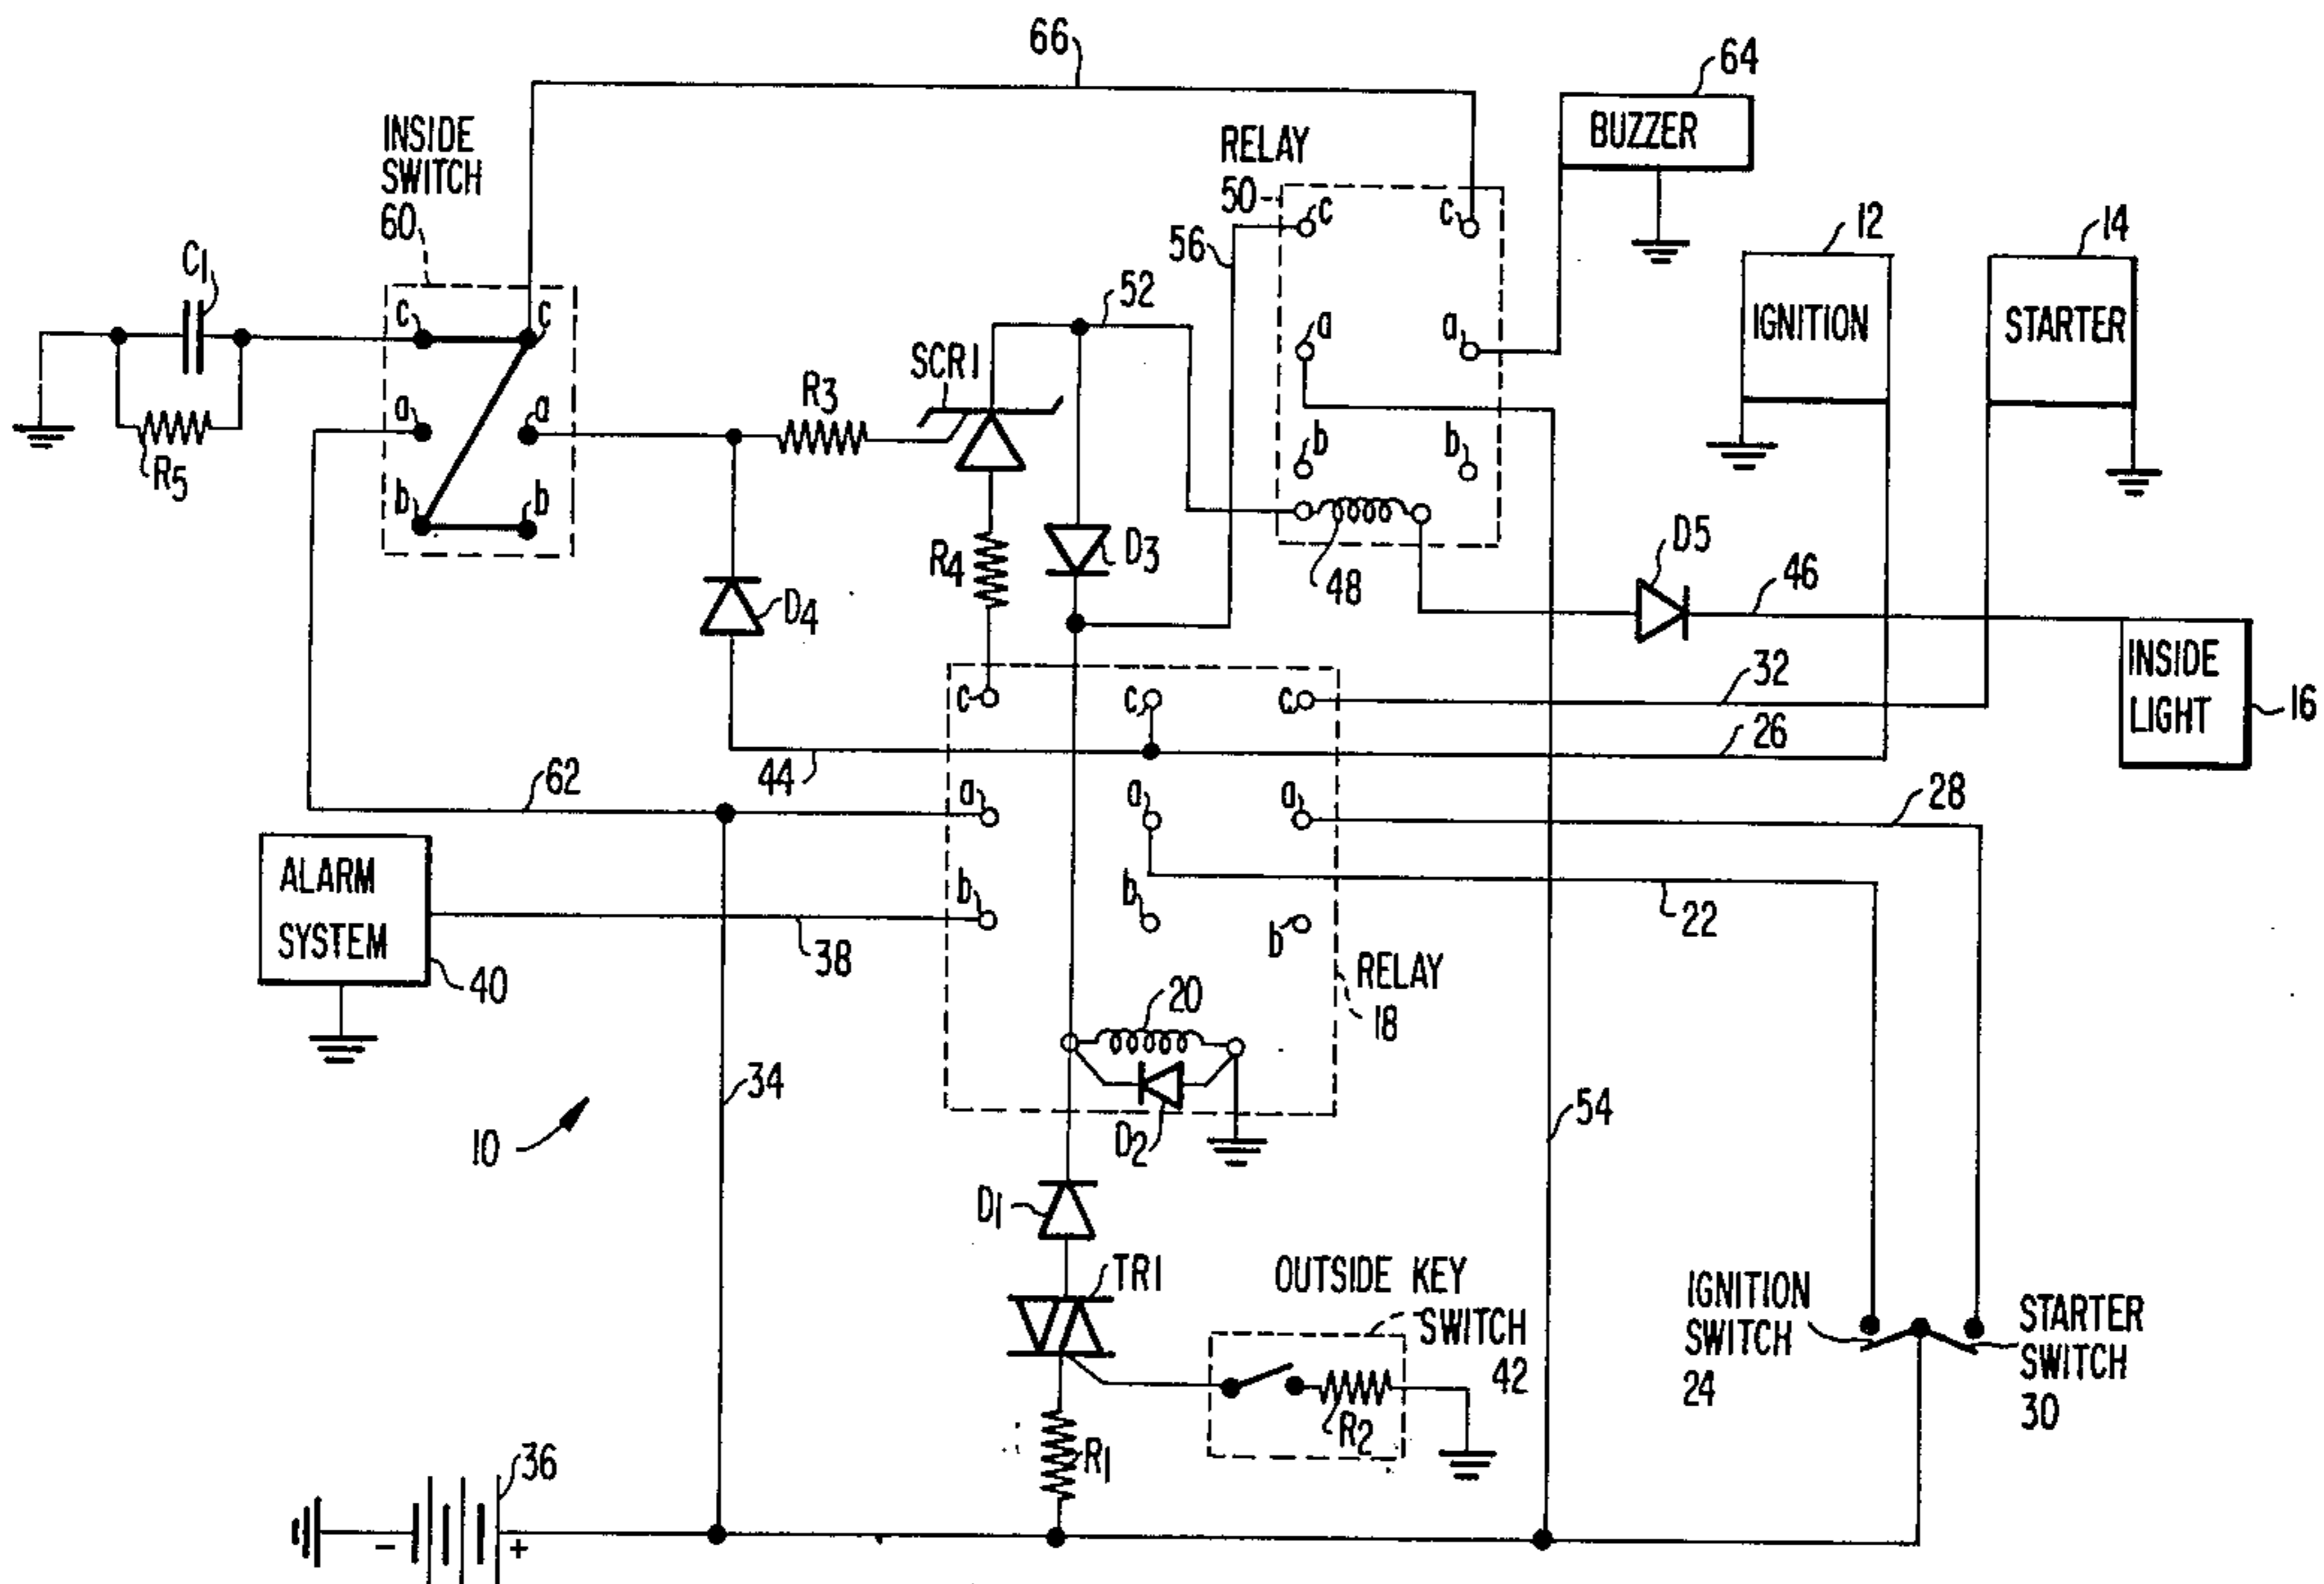 66
64
BUZZER
INSIDE
SWITCH
60
RELAY
50
c
c
12
14
C1
56
IGNITION
STARTER
52
c
c
a
a
SCR1
R3
a
a
b
b
R5
b
b
R4
D3
48
D5
46
D4
INSIDE
LIGHT
16
32
c
c
c
26
44
62
a
a
a
28
ALARM
SYSTEM
40
b
b
b
38
22
RELAY
18
20
34
D2
54
10
D1
TR1
OUTSIDE KEY
SWITCH
42
IGNITION
SWITCH
24
STARTER
SWITCH
30
R2
R1
36
- +